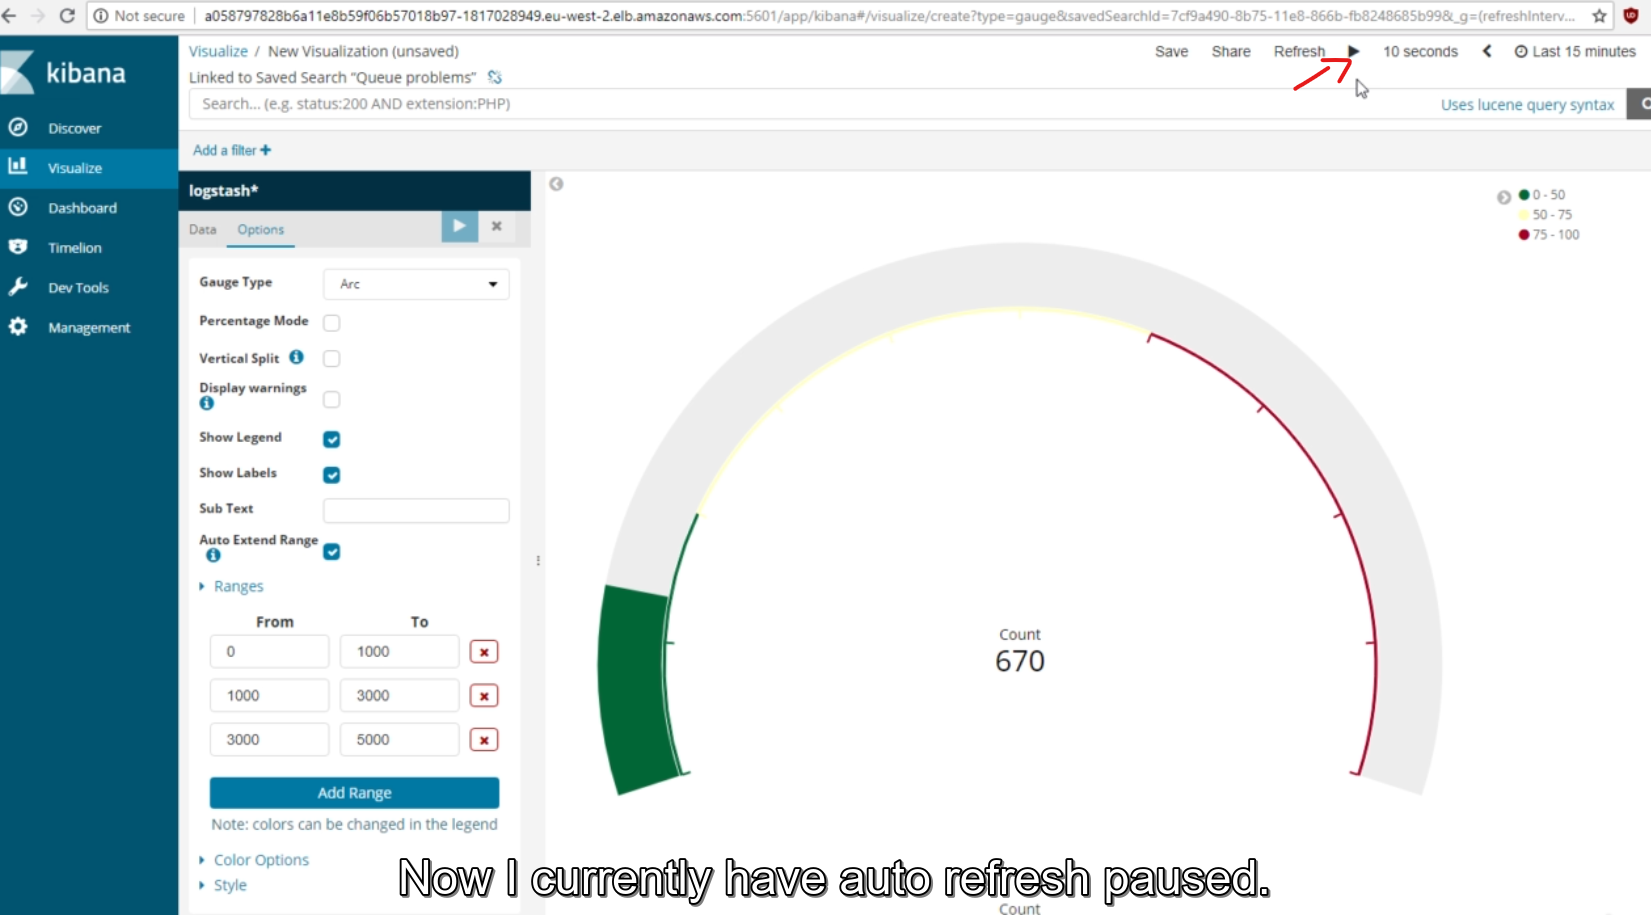 Not secure | a058797828b6a11e8b59f06b57018b97-1817028949.eu-west-2.elb.amazonaws.com:5601/app/kibana#/visualize/create?type=gauge&savedSearchId=7cf9a490-8b75-11e8-866b-fb8248685b99&_g=(refreshInterv...
kibana
Discover
Visualize
Dashboard
Timelion
Dev Tools
Management
Visualize / New Visualization (unsaved)
Save Share Refresh 10 seconds Last 15 minutes
Linked to Saved Search “Queue problems”
Search... (e.g. status:200 AND extension:PHP)
Uses lucene query syntax
Add a filter +
logstash*
Data Options
Gauge Type Arc
Percentage Mode
Vertical Split
Display warnings
Show Legend
Show Labels
Sub Text
Auto Extend Range
Ranges
From To
0 1000
1000 3000
3000 5000
Add Range
Note: colors can be changed in the legend
Color Options
Style
0 - 50
50 - 75
75 - 100
Count
670
Now I currently have auto refresh paused.
Count